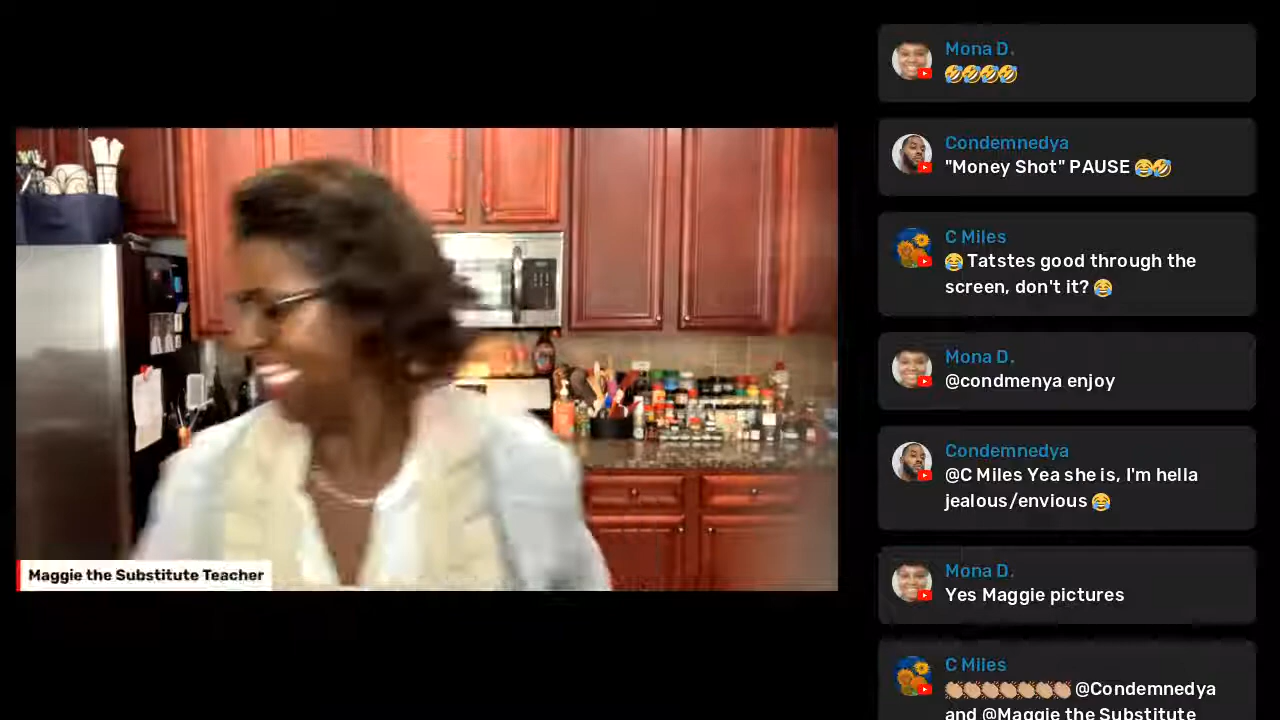 Mona D.
🤣🤣🤣🤣
Condemnedya
"Money Shot" PAUSE 😂🤣
C Miles
😂 Tatstes good through the
screen, don't it? 😂
Mona D.
@condmenya enjoy
Condemnedya
@C Miles Yea she is, I'm hella
jealous/envious 😂
Mona D.
Yes Maggie pictures
C Miles
👏🏼👏🏼👏🏼👏🏼👏🏼👏🏼👏🏼 @Condemnedya
and @Maggie the Substitute
Maggie the Substitute Teacher